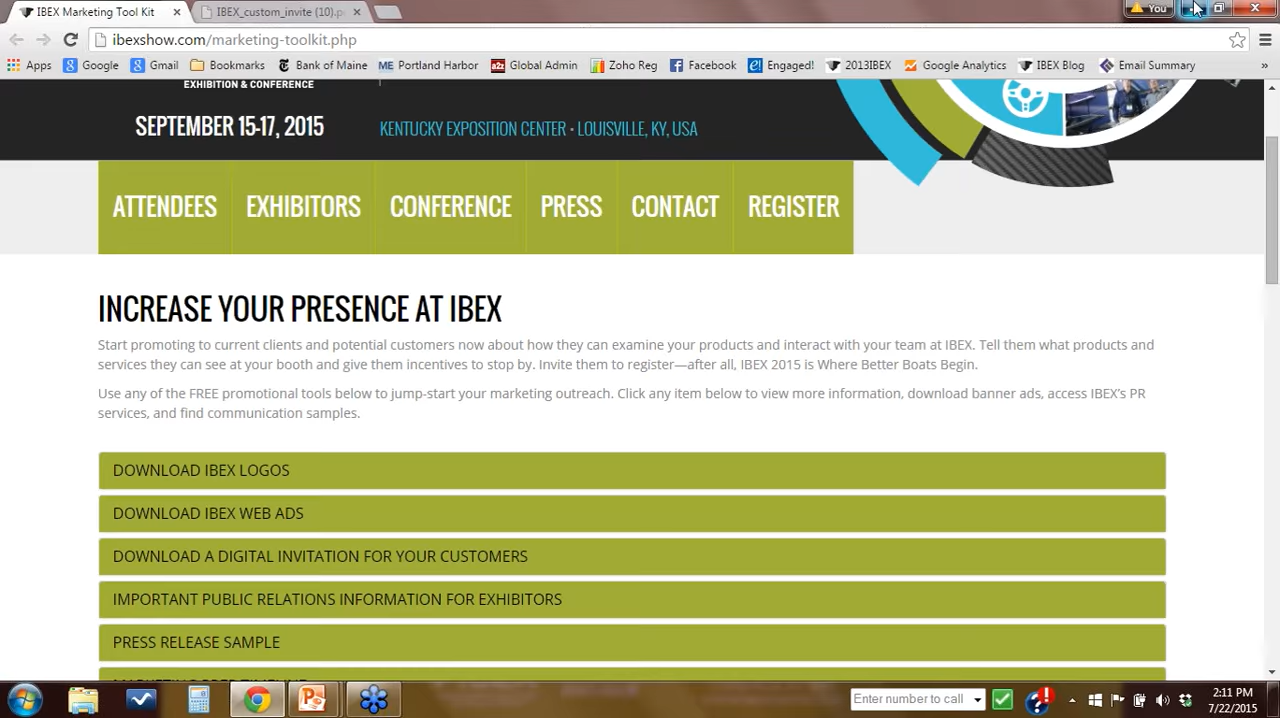 IBEX Marketing Tool Kit
IBEX_custom_invite (10).p
You
ibexshow.com/marketing-toolkit.php
Apps Google Gmail Bookmarks Bank of Maine ME Portland Harbor a2z Global Admin Zoho Reg Facebook Engaged! 2013IBEX Google Analytics IBEX Blog Email Summary »
EXHIBITION & CONFERENCE
SEPTEMBER 15-17, 2015
KENTUCKY EXPOSITION CENTER • LOUISVILLE, KY, USA
ATTENDEES EXHIBITORS CONFERENCE PRESS CONTACT REGISTER
INCREASE YOUR PRESENCE AT IBEX
Start promoting to current clients and potential customers now about how they can examine your products and interact with your team at IBEX. Tell them what products and
services they can see at your booth and give them incentives to stop by. Invite them to register—after all, IBEX 2015 is Where Better Boats Begin.
Use any of the FREE promotional tools below to jump-start your marketing outreach. Click any item below to view more information, download banner ads, access IBEX's PR
services, and find communication samples.
DOWNLOAD IBEX LOGOS
DOWNLOAD IBEX WEB ADS
DOWNLOAD A DIGITAL INVITATION FOR YOUR CUSTOMERS
IMPORTANT PUBLIC RELATIONS INFORMATION FOR EXHIBITORS
PRESS RELEASE SAMPLE
Enter number to call
2:11 PM
7/22/2015